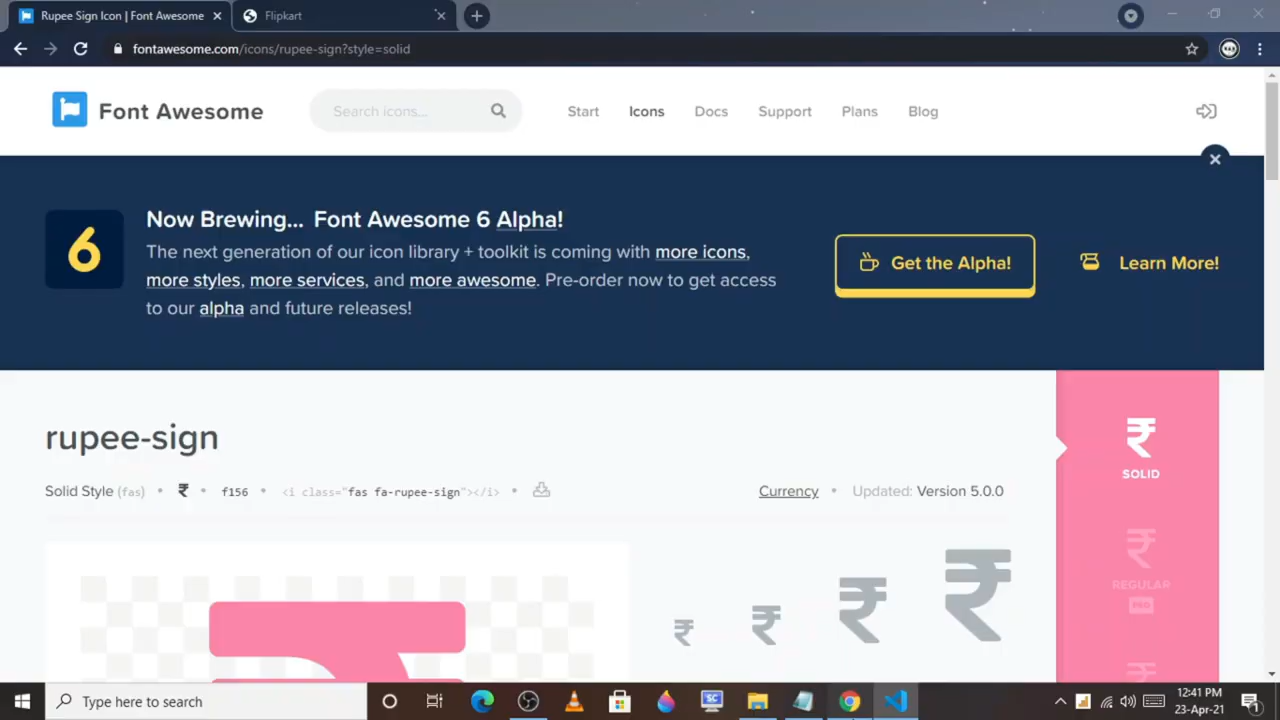 Rupee Sign Icon | Font Awesome
Flipkart
fontawesome.com/icons/rupee-sign?style=solid
Font Awesome
Search icons...
Start
Icons
Docs
Support
Plans
Blog
6
Now Brewing... Font Awesome 6 Alpha!
The next generation of our icon library + toolkit is coming with more icons,
more styles, more services, and more awesome. Pre-order now to get access
to our alpha and future releases!
Get the Alpha!
Learn More!
rupee-sign
Solid Style (fas) • ₹ • f156 • <i class="fas fa-rupee-sign"></i> •
Currency • Updated: Version 5.0.0
₹
SOLID
₹
REGULAR
PRO
₹ ₹ ₹ ₹
Type here to search
SC
12:41 PM
23-Apr-21
1